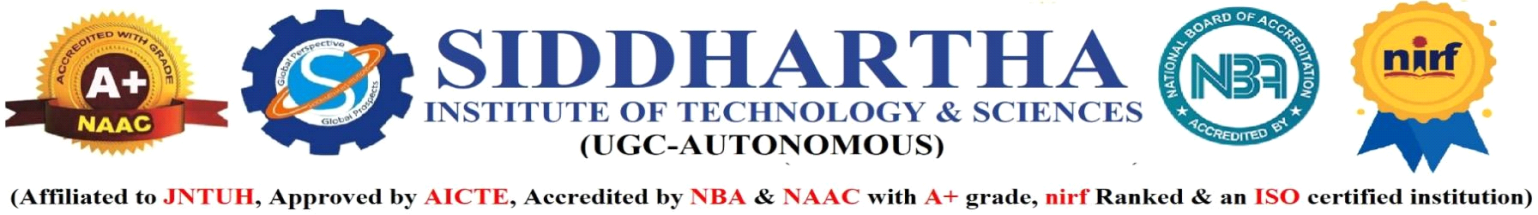 ACCREDITED WITH GRADE
A+
NAAC
Global Perspective
S
Global Prospects
SIDDHARTHA
INSTITUTE OF TECHNOLOGY & SCIENCES
(UGC-AUTONOMOUS)
NATIONAL BOARD OF ACCREDITATION
NBA
★ ACCREDITED BY ★
nirf
(Affiliated to JNTUH, Approved by AICTE, Accredited by NBA & NAAC with A+ grade, nirf Ranked & an ISO certified institution)